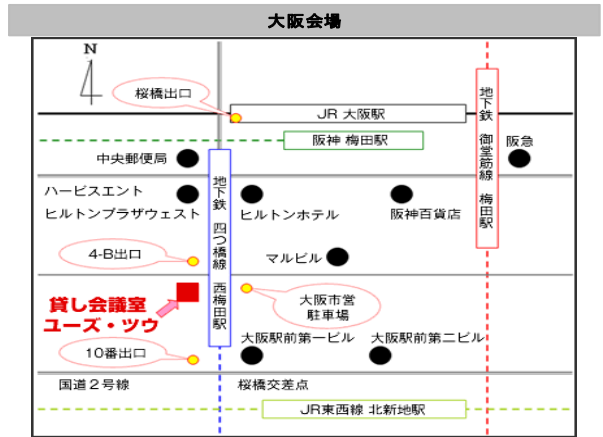 大阪会場
N
桜橋出口
JR 大阪駅
阪神 梅田駅
地下鉄 御堂筋線 梅田駅
阪急
中央郵便局
ハービスエント
ヒルトンプラザウェスト
地下鉄 四つ橋線 西梅田駅
ヒルトンホテル
阪神百貨店
4-B出口
マルビル
貸し会議室
ユーズ・ツウ
大阪市営
駐車場
10番出口
大阪駅前第一ビル
大阪駅前第二ビル
国道２号線
桜橋交差点
JR東西線 北新地駅